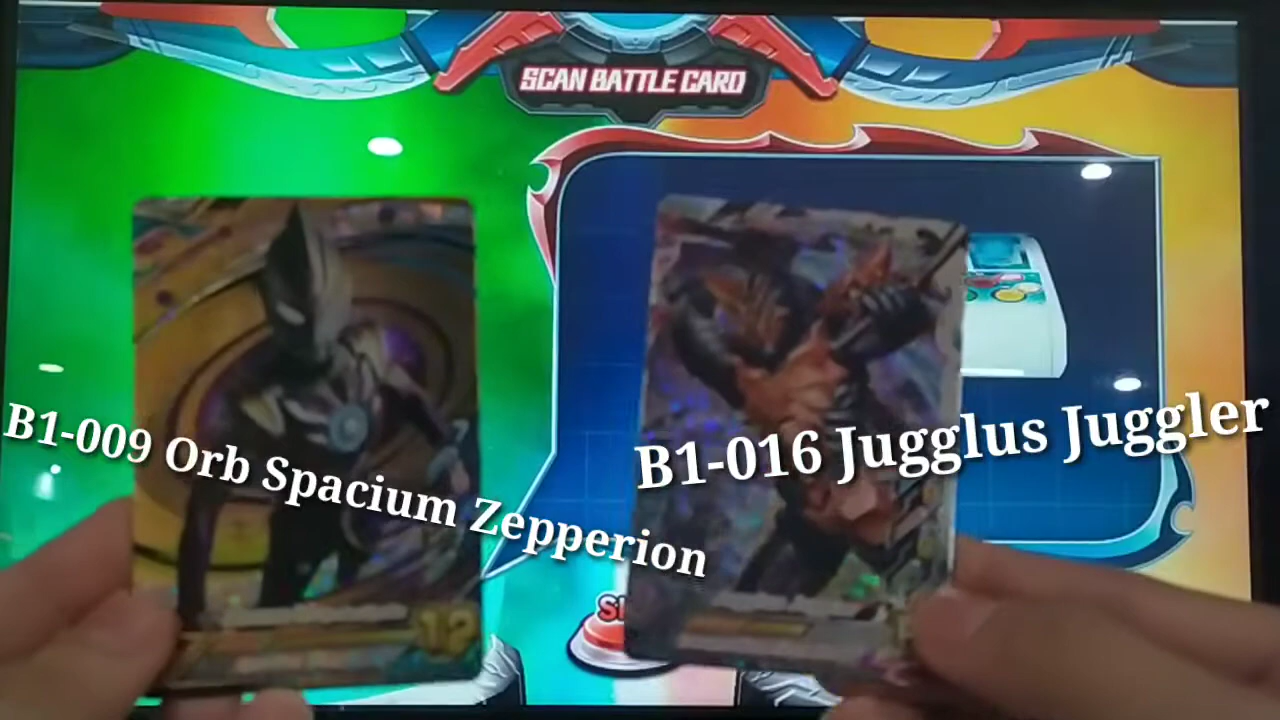 SCAN BATTLE CARD
B1-009 Orb Spacium Zepperion
B1-016 Jugglus Juggler
12